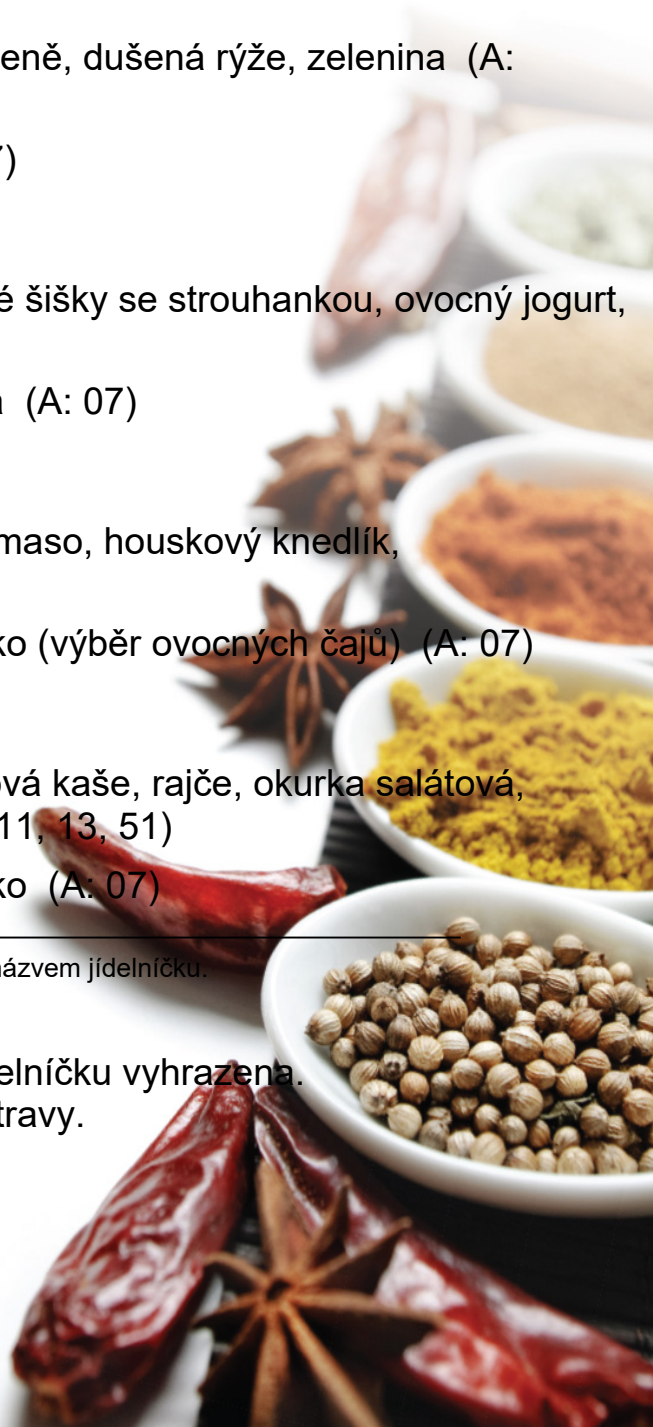 eně, dušená rýže, zelenina (A:
)
é šišky se strouhankou, ovocný jogurt,
(A: 07)
maso, houskový knedlík,
ko (výběr ovocných čajů) (A: 07)
ová kaše, rajče, okurka salátová,
11, 13, 51)
ko (A: 07)
názvem jídelníčku.
elníčku vyhrazena.
travy.